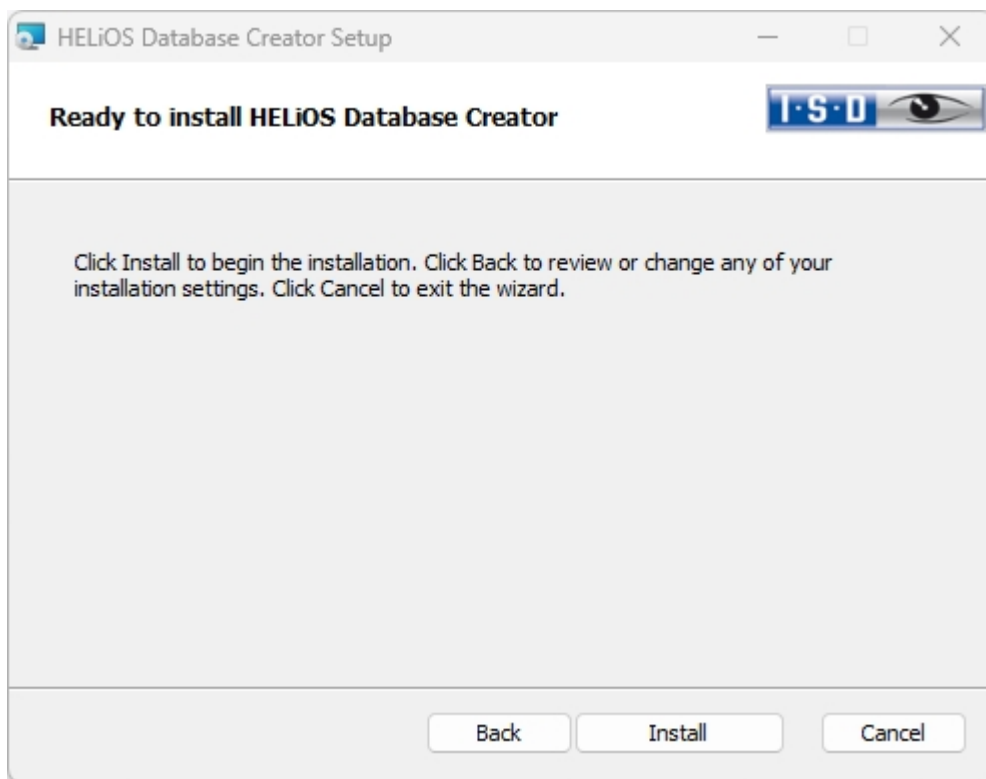 HELiOS Database Creator Setup
Ready to install HELiOS Database Creator
I·S·D
Click Install to begin the installation. Click Back to review or change any of your
installation settings. Click Cancel to exit the wizard.
Back Install Cancel